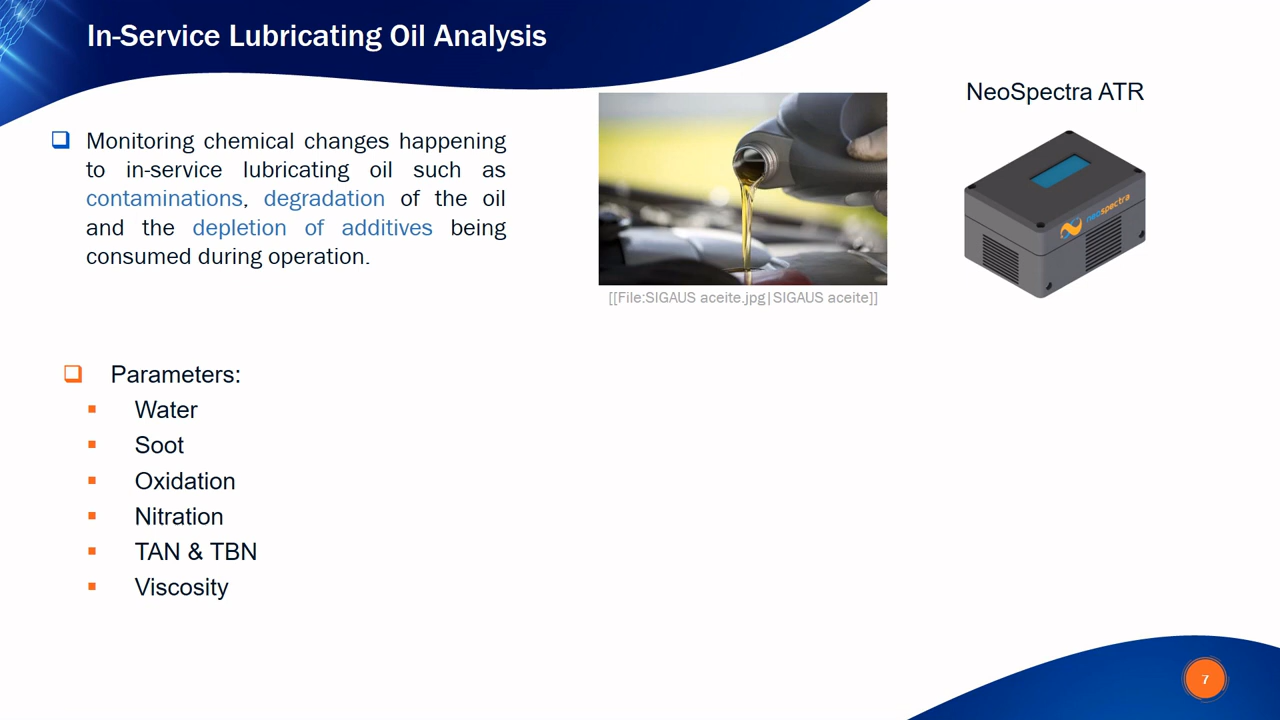 In-Service Lubricating Oil Analysis
NeoSpectra ATR
Monitoring chemical changes happening
to in-service lubricating oil such as
contaminations, degradation of the oil
and the depletion of additives being
consumed during operation.
neospectra
[[File:SIGAUS aceite.jpg|SIGAUS aceite]]
Parameters:
Water
Soot
Oxidation
Nitration
TAN & TBN
Viscosity
7